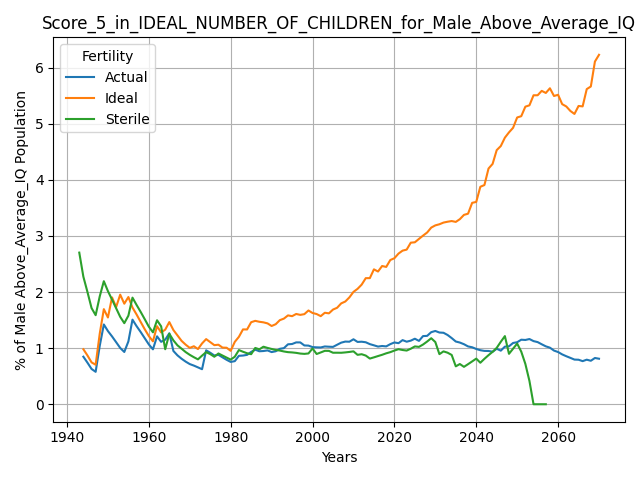 Score_5_in_IDEAL_NUMBER_OF_CHILDREN_for_Male_Above_Average_IQ
Fertility
Actual
Ideal
Sterile
% of Male Above_Average_IQ Population
6
5
4
3
2
1
0
1940 1960 1980 2000 2020 2040 2060
Years